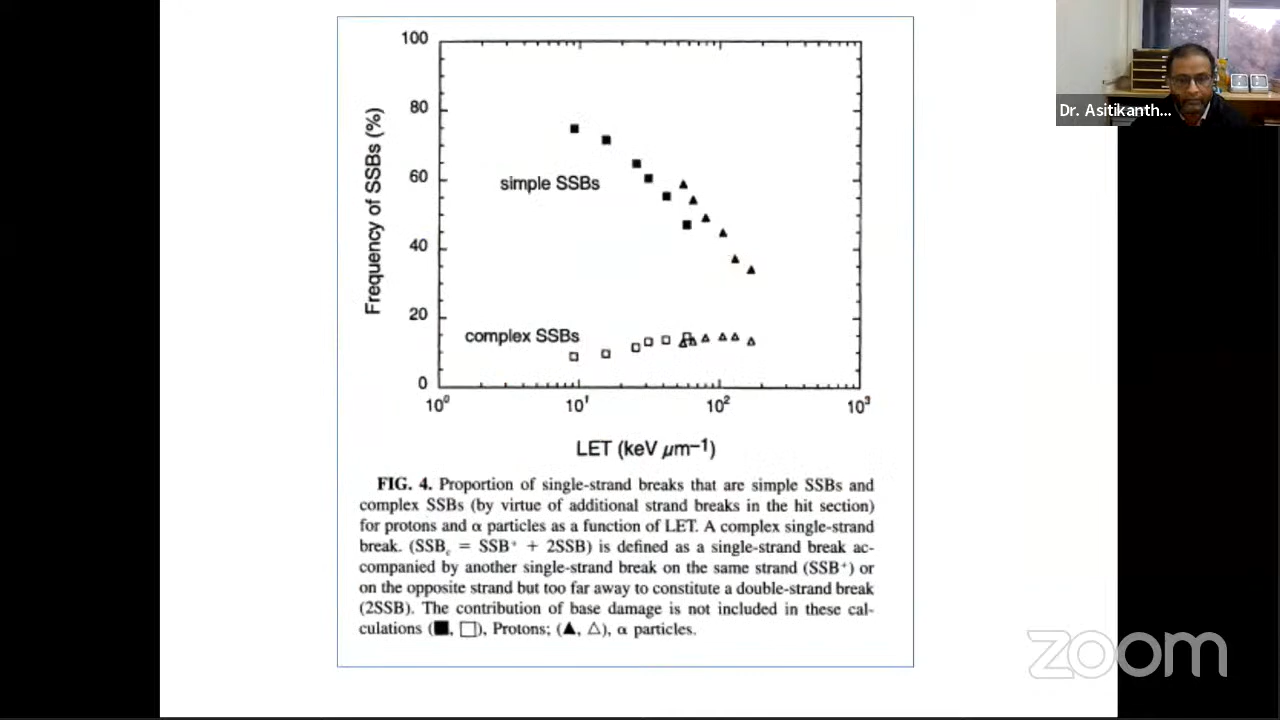 100
80
60
40
20
0
Frequency of SSBs (%)
simple SSBs
complex SSBs
10⁰ 10¹ 10² 10³
LET (keV µm–1)
FIG. 4. Proportion of single-strand breaks that are simple SSBs and
complex SSBs (by virtue of additional strand breaks in the hit section)
for protons and α particles as a function of LET. A complex single-strand
break. (SSBc = SSB⁺ + 2SSB) is defined as a single-strand break ac-
companied by another single-strand break on the same strand (SSB⁺) or
on the opposite strand but too far away to constitute a double-strand break
(2SSB). The contribution of base damage is not included in these cal-
culations (■, □), Protons; (▲, △), α particles.
Dr. Asitikanth...
zoom